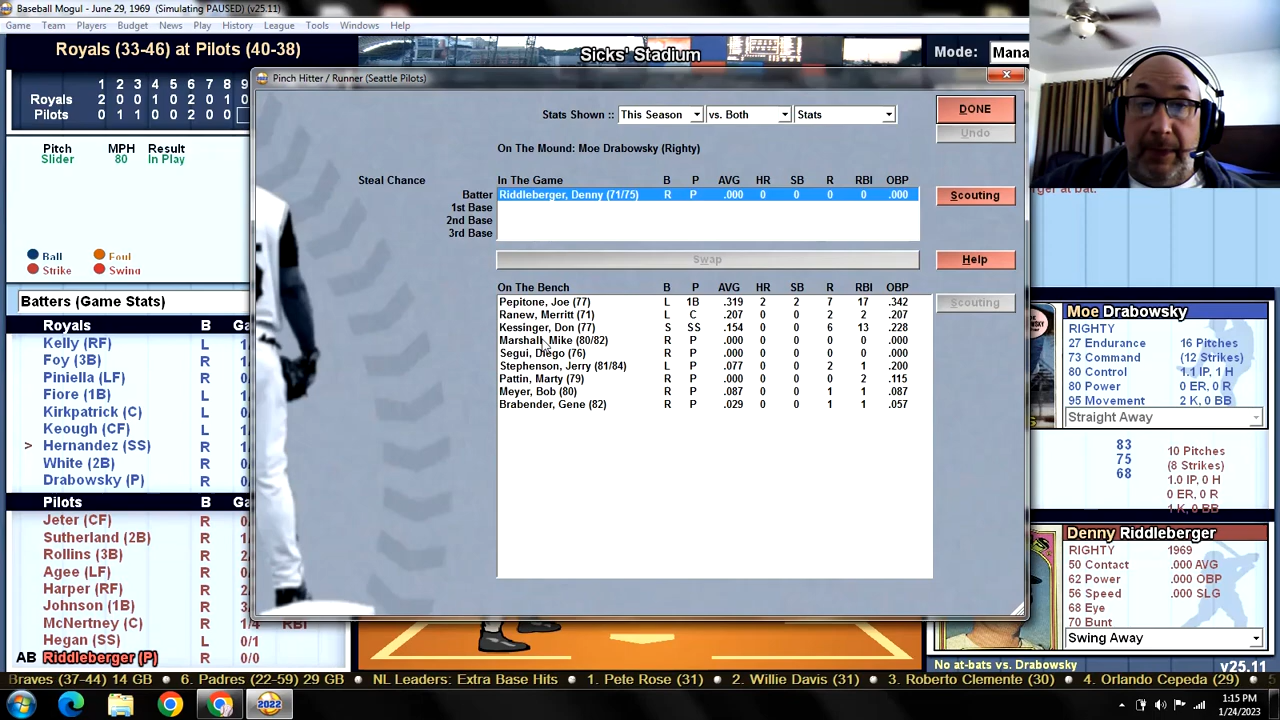 Baseball Mogul - June 29, 1969 (Simulating PAUSED) (v25.11)
Game Team Players Budget News Play History League Tools Windows Help
Royals (33-46) at Pilots (40-38)
Sicks' Stadium
Mode: Mana
1 2 3 4 5 6 7 8 9
Royals 2 0 0 1 0 2 0 1 0
Pilots 0 1 1 0 0 2 0 0
Pitch MPH Result
Slider 80 In Play
Ball Foul
Strike Swing
Batters (Game Stats)
Royals B Ga
Kelly (RF) L
Foy (3B) R
Piniella (LF) R
Fiore (1B) L
Kirkpatrick (C) L
Keough (CF) L
> Hernandez (SS) R
White (2B) R
Drabowsky (P) R
Pilots B Ga
Jeter (CF) R
Sutherland (2B) R
Rollins (3B) R
Agee (LF) R
Harper (RF) R
Johnson (1B) R
McNertney (C) R 1/4 RBI
Hegan (SS) L 0/1
AB Riddleberger (P) R 0/0
Pinch Hitter / Runner (Seattle Pilots)
Stats Shown :: This Season vs. Both Stats
DONE
Undo
On The Mound: Moe Drabowsky (Righty)
Steal Chance In The Game B P AVG HR SB R RBI OBP
Batter Riddleberger, Denny (71/75) R P .000 0 0 0 0 .000
1st Base
2nd Base
3rd Base
Scouting
Swap
Help
On The Bench B P AVG HR SB R RBI OBP
Scouting
Pepitone, Joe (77) L 1B .319 2 2 7 17 .342
Ranew, Merritt (71) L C .207 0 0 2 2 .207
Kessinger, Don (77) S SS .154 0 0 6 13 .228
Marshall, Mike (80/82) R P .000 0 0 0 0 .000
Segui, Diego (76) R P .000 0 0 0 0 .000
Stephenson, Jerry (81/84) L P .077 0 0 2 1 .200
Pattin, Marty (79) R P .000 0 0 0 2 .115
Meyer, Bob (80) R P .087 0 0 1 1 .087
Brabender, Gene (82) R P .029 0 0 1 1 .057
rger at bat.
Moe Drabowsky
RIGHTY
27 Endurance 16 Pitches
73 Command (12 Strikes)
80 Control 1.1 IP, 1 H
80 Power 0 ER, 0 R
95 Movement 2 K, 0 BB
Straight Away
83
75
68
10 Pitches
(8 Strikes)
1.0 IP, 0 H
0 ER, 0 R
1 K, 0 BB
Denny Riddleberger
RIGHTY 1969
50 Contact .000 AVG
62 Power .000 OBP
56 Speed .000 SLG
68 Eye
70 Bunt
Swing Away
No at-bats vs. Drabowsky
v25.11
Braves (37-44) 14 GB • 6. Padres (22-59) 29 GB • NL Leaders: Extra Base Hits • 1. Pete Rose (31) • 2. Willie Davis (31) • 3. Roberto Clemente (30) • 4. Orlando Cepeda (29) •
2022
1:15 PM
1/24/2023